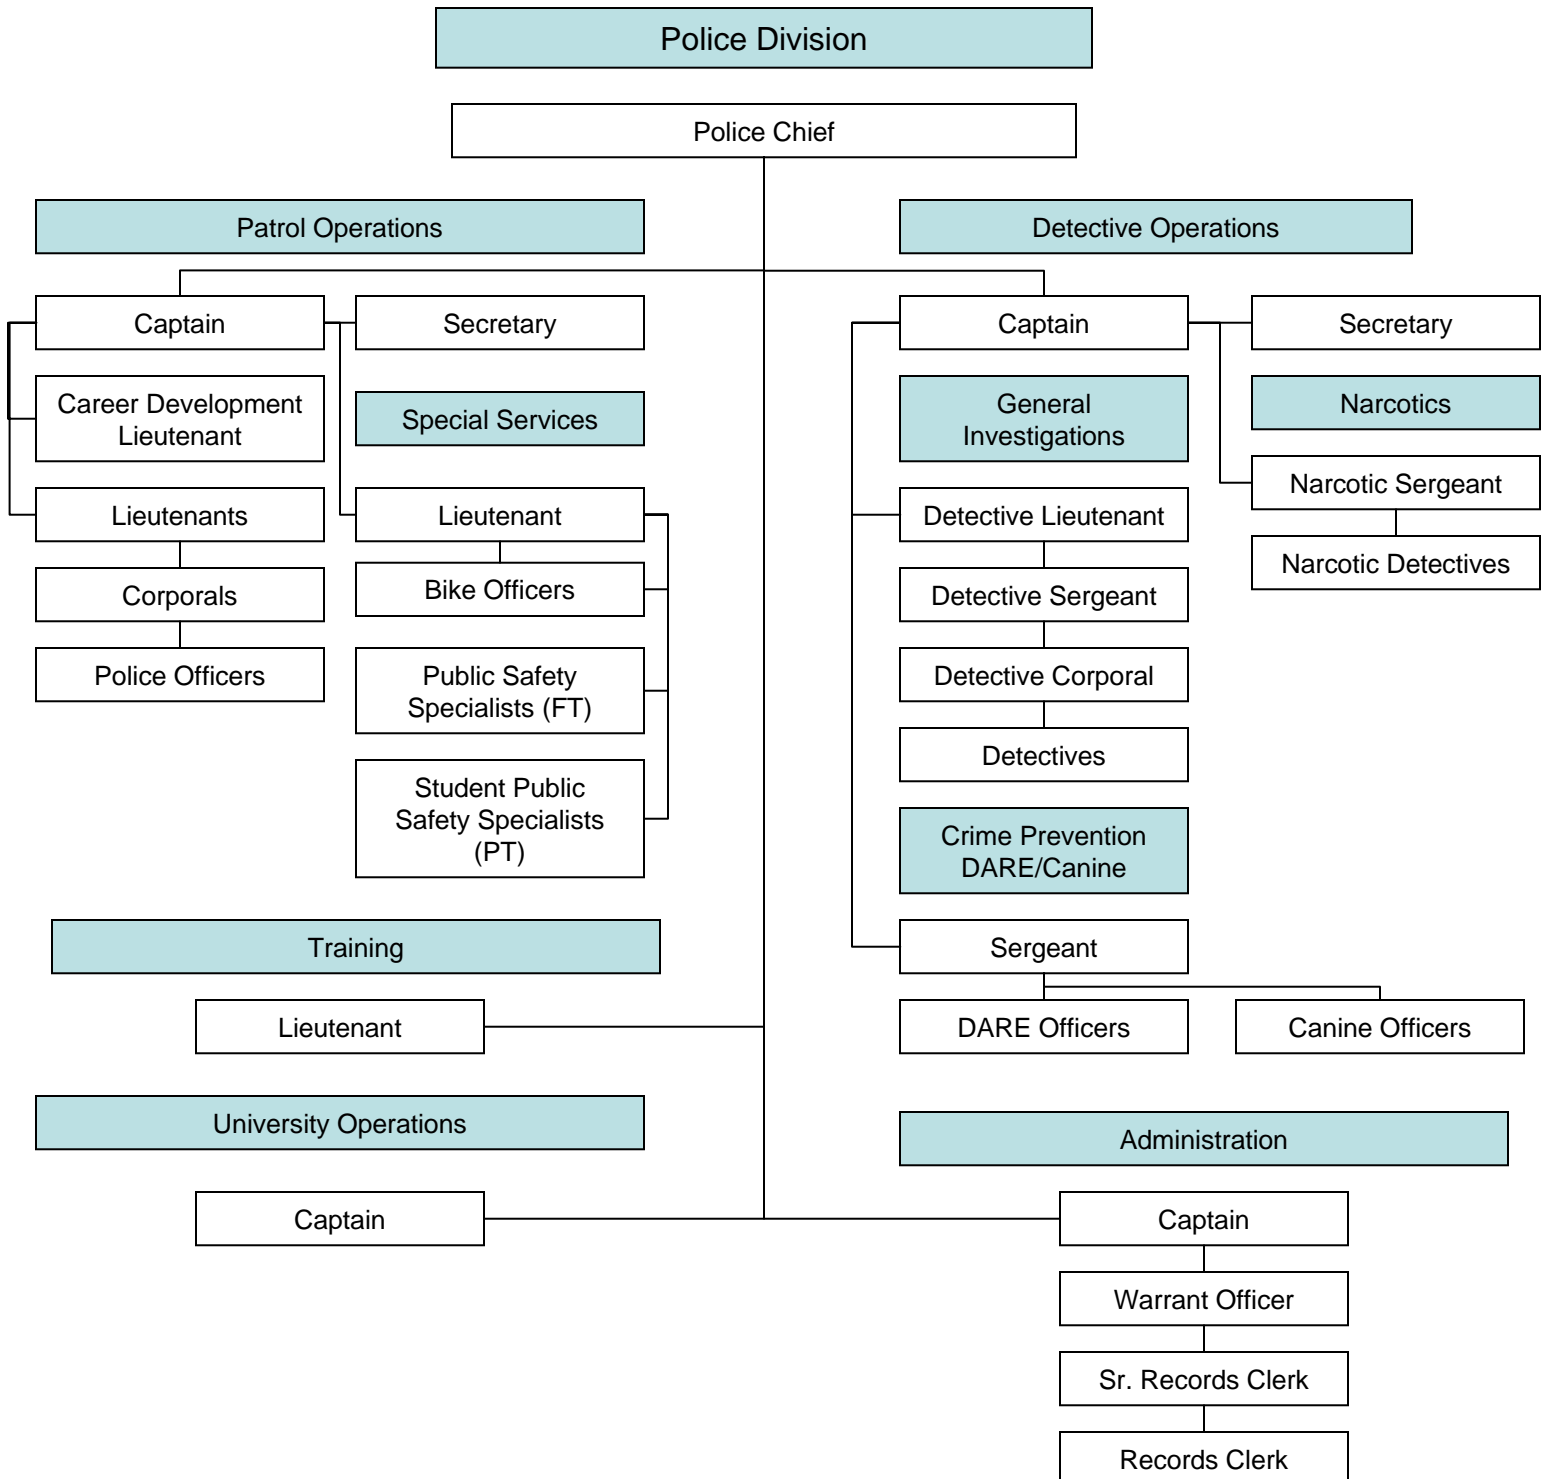 Police Division
Police Chief
Patrol Operations
Detective Operations
Captain
Secretary
Captain
Secretary
Career Development
Lieutenant
Special Services
General
Investigations
Narcotics
Lieutenants
Lieutenant
Detective Lieutenant
Narcotic Sergeant
Corporals
Bike Officers
Detective Sergeant
Narcotic Detectives
Police Officers
Public Safety
Specialists (FT)
Detective Corporal
Student Public
Safety Specialists
(PT)
Detectives
Crime Prevention
DARE/Canine
Training
Sergeant
Lieutenant
DARE Officers
Canine Officers
University Operations
Administration
Captain
Captain
Warrant Officer
Sr. Records Clerk
Records Clerk